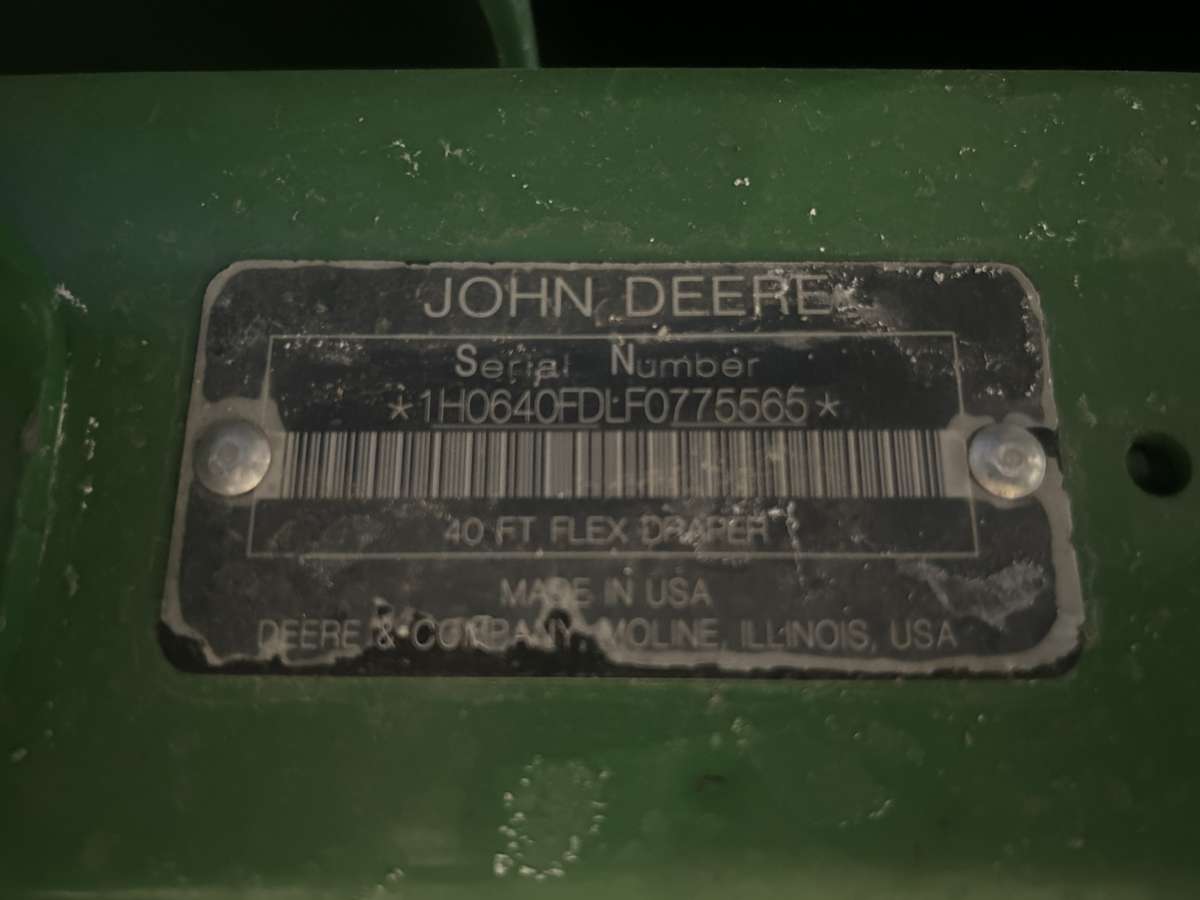 JOHN DEERE
Serial Number
*1H0640FDLF0775565*
40 FT FLEX DRAPER
MADE IN USA
DEERE & COMPANY, MOLINE, ILLINOIS, USA